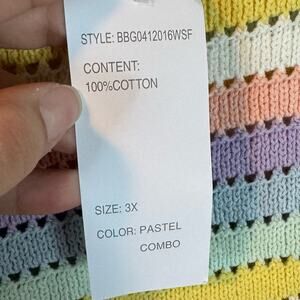 STYLE: BBG0412016WSF
CONTENT:
100%COTTON
SIZE: 3X
COLOR: PASTEL
COMBO